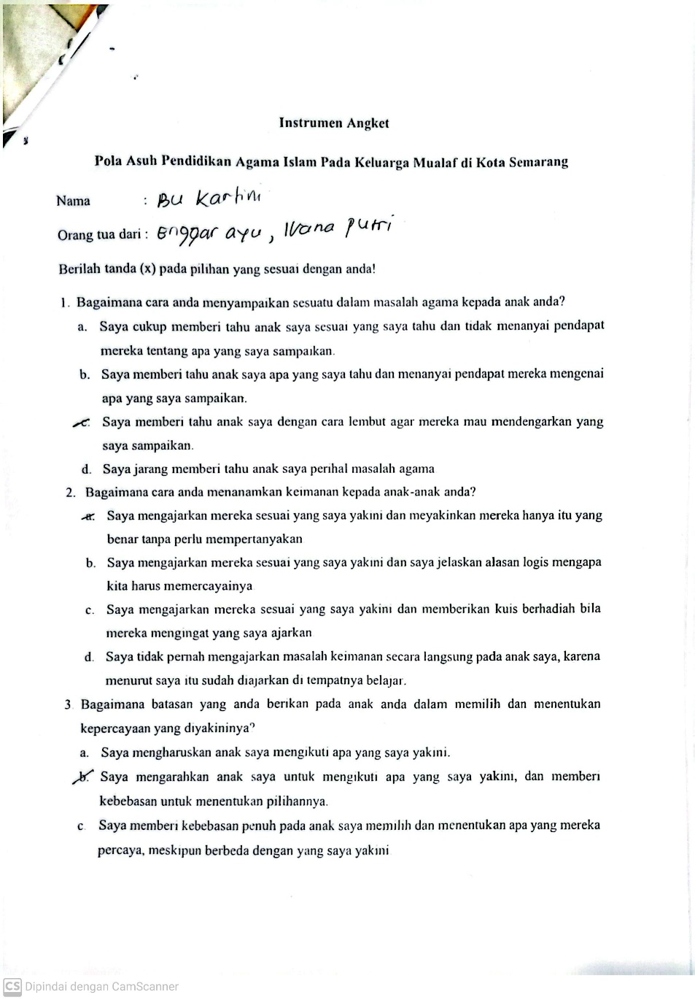 Instrumen Angket
Pola Asuh Pendidikan Agama Islam Pada Keluarga Mualaf di Kota Semarang
Nama : Bu Kartini
Orang tua dari : Enggar ayu, Ivana putri
Berilah tanda (x) pada pilihan yang sesuai dengan anda!
1. Bagaimana cara anda menyampaikan sesuatu dalam masalah agama kepada anak anda?
a. Saya cukup memberi tahu anak saya sesuai yang saya tahu dan tidak menanyai pendapat
mereka tentang apa yang saya sampaikan.
b. Saya memberi tahu anak saya apa yang saya tahu dan menanyai pendapat mereka mengenai
apa yang saya sampaikan.
c. Saya memberi tahu anak saya dengan cara lembut agar mereka mau mendengarkan yang
saya sampaikan.
d. Saya jarang memberi tahu anak saya perihal masalah agama
2. Bagaimana cara anda menanamkan keimanan kepada anak-anak anda?
a. Saya mengajarkan mereka sesuai yang saya yakini dan meyakinkan mereka hanya itu yang
benar tanpa perlu mempertanyakan
b. Saya mengajarkan mereka sesuai yang saya yakini dan saya jelaskan alasan logis mengapa
kita harus memercayainya
c. Saya mengajarkan mereka sesuai yang saya yakini dan memberikan kuis berhadiah bila
mereka mengingat yang saya ajarkan
d. Saya tidak pernah mengajarkan masalah keimanan secara langsung pada anak saya, karena
menurut saya itu sudah diajarkan di tempatnya belajar.
3. Bagaimana batasan yang anda berikan pada anak anda dalam memilih dan menentukan
kepercayaan yang diyakininya?
a. Saya mengharuskan anak saya mengikuti apa yang saya yakini.
b. Saya mengarahkan anak saya untuk mengikuti apa yang saya yakini, dan memberi
kebebasan untuk menentukan pilihannya.
c. Saya memberi kebebasan penuh pada anak saya memilih dan menentukan apa yang mereka
percaya, meskipun berbeda dengan yang saya yakini
CS Dipindai dengan CamScanner